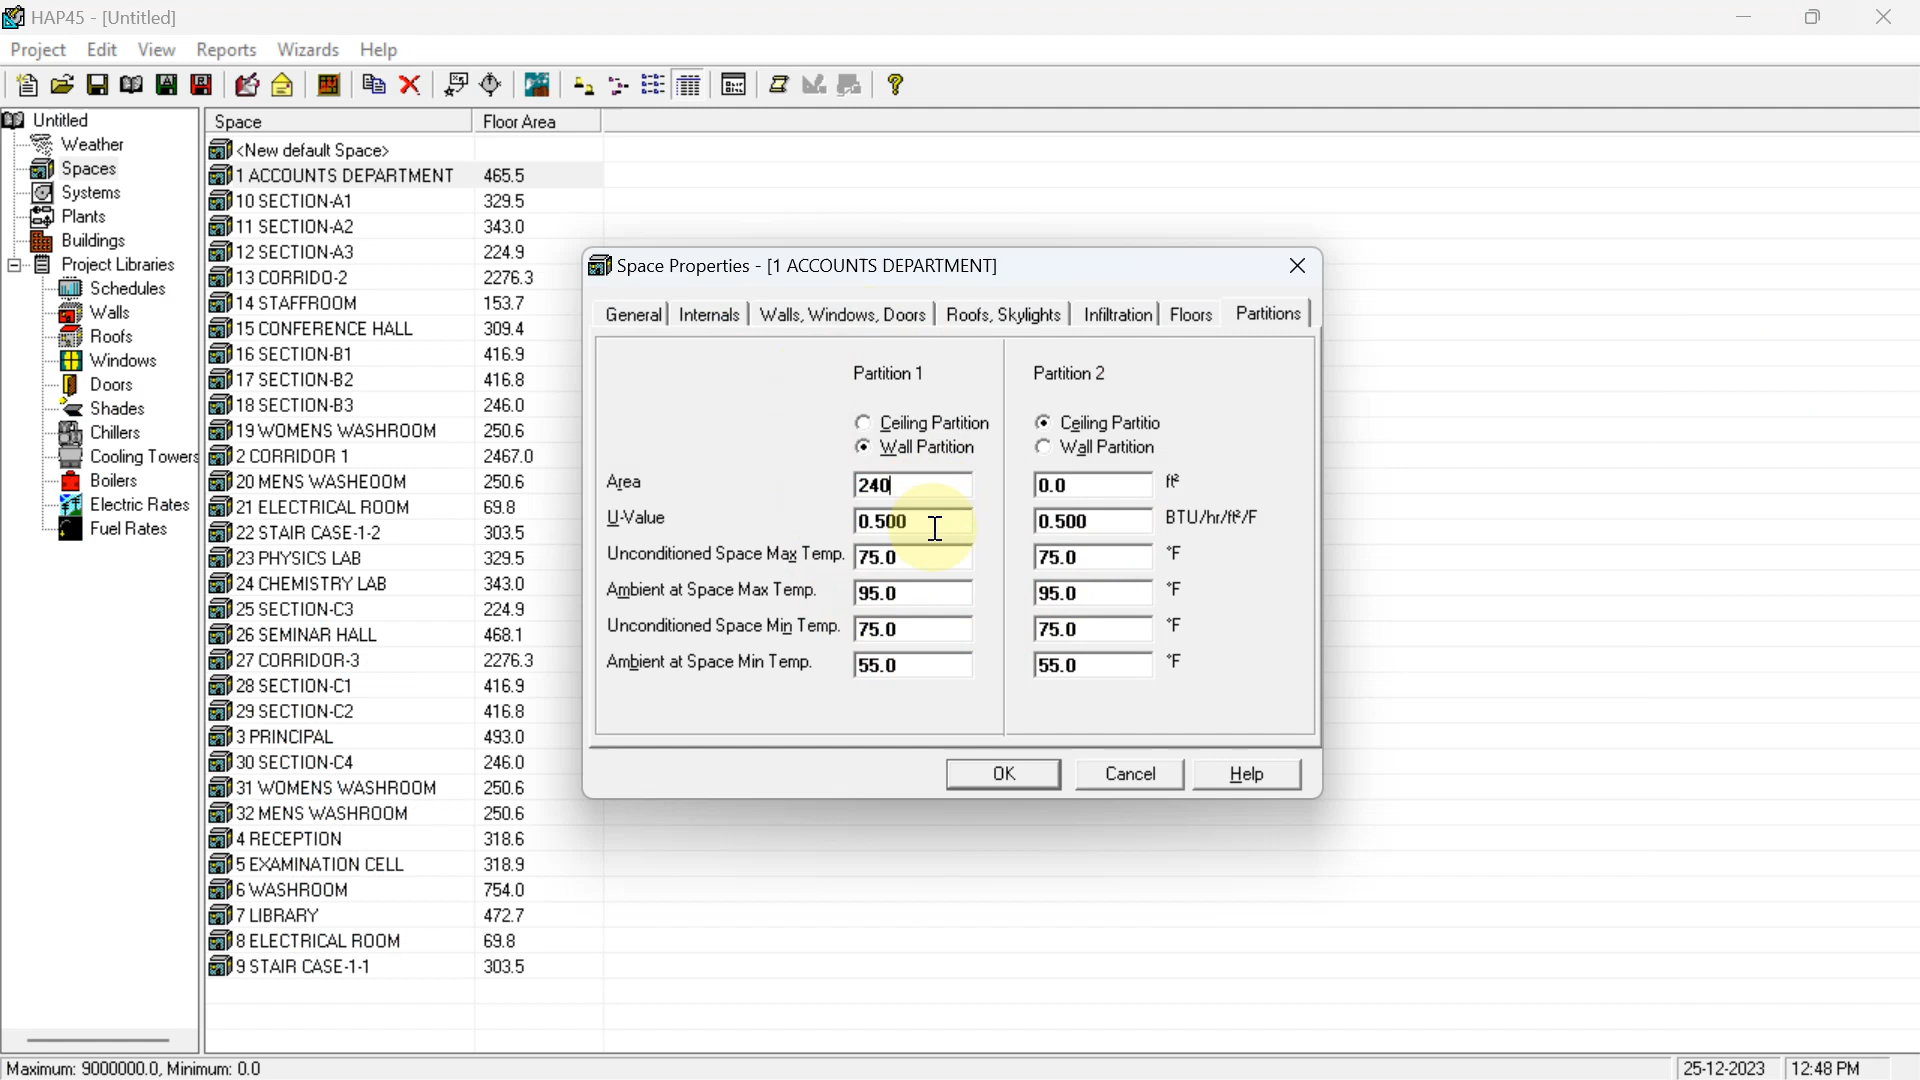 HAP45 - [Untitled]
Project Edit View Reports Wizards Help
Untitled
Weather
Spaces
Systems
Plants
Buildings
Project Libraries
Schedules
Walls
Roofs
Windows
Doors
Shades
Chillers
Cooling Towers
Boilers
Electric Rates
Fuel Rates
Space Floor Area
<New default Space>
1 ACCOUNTS DEPARTMENT 465.5
10 SECTION-A1 329.5
11 SECTION-A2 343.0
12 SECTION-A3 224.9
13 CORRIDO-2 2276.3
14 STAFFROOM 153.7
15 CONFERENCE HALL 309.4
16 SECTION-B1 416.9
17 SECTION-B2 416.8
18 SECTION-B3 246.0
19 WOMENS WASHROOM 250.6
2 CORRIDOR 1 2467.0
20 MENS WASHEOOM 250.6
21 ELECTRICAL ROOM 69.8
22 STAIR CASE-1-2 303.5
23 PHYSICS LAB 329.5
24 CHEMISTRY LAB 343.0
25 SECTION-C3 224.9
26 SEMINAR HALL 468.1
27 CORRIDOR-3 2276.3
28 SECTION-C1 416.9
29 SECTION-C2 416.8
3 PRINCIPAL 493.0
30 SECTION-C4 246.0
31 WOMENS WASHROOM 250.6
32 MENS WASHROOM 250.6
4 RECEPTION 318.6
5 EXAMINATION CELL 318.9
6 WASHROOM 754.0
7 LIBRARY 472.7
8 ELECTRICAL ROOM 69.8
9 STAIR CASE-1-1 303.5
Space Properties - [1 ACCOUNTS DEPARTMENT]
General Internals Walls, Windows, Doors Roofs, Skylights Infiltration Floors Partitions
Partition 1 Partition 2
Ceiling Partition Ceiling Partitio
Wall Partition Wall Partition
Area 240 0.0 ft²
U-Value 0.500 0.500 BTU/hr/ft²/F
Unconditioned Space Max Temp. 75.0 75.0 °F
Ambient at Space Max Temp. 95.0 95.0 °F
Unconditioned Space Min Temp. 75.0 75.0 °F
Ambient at Space Min Temp. 55.0 55.0 °F
OK Cancel Help
Maximum: 9000000.0, Minimum: 0.0 25-12-2023 12:48 PM